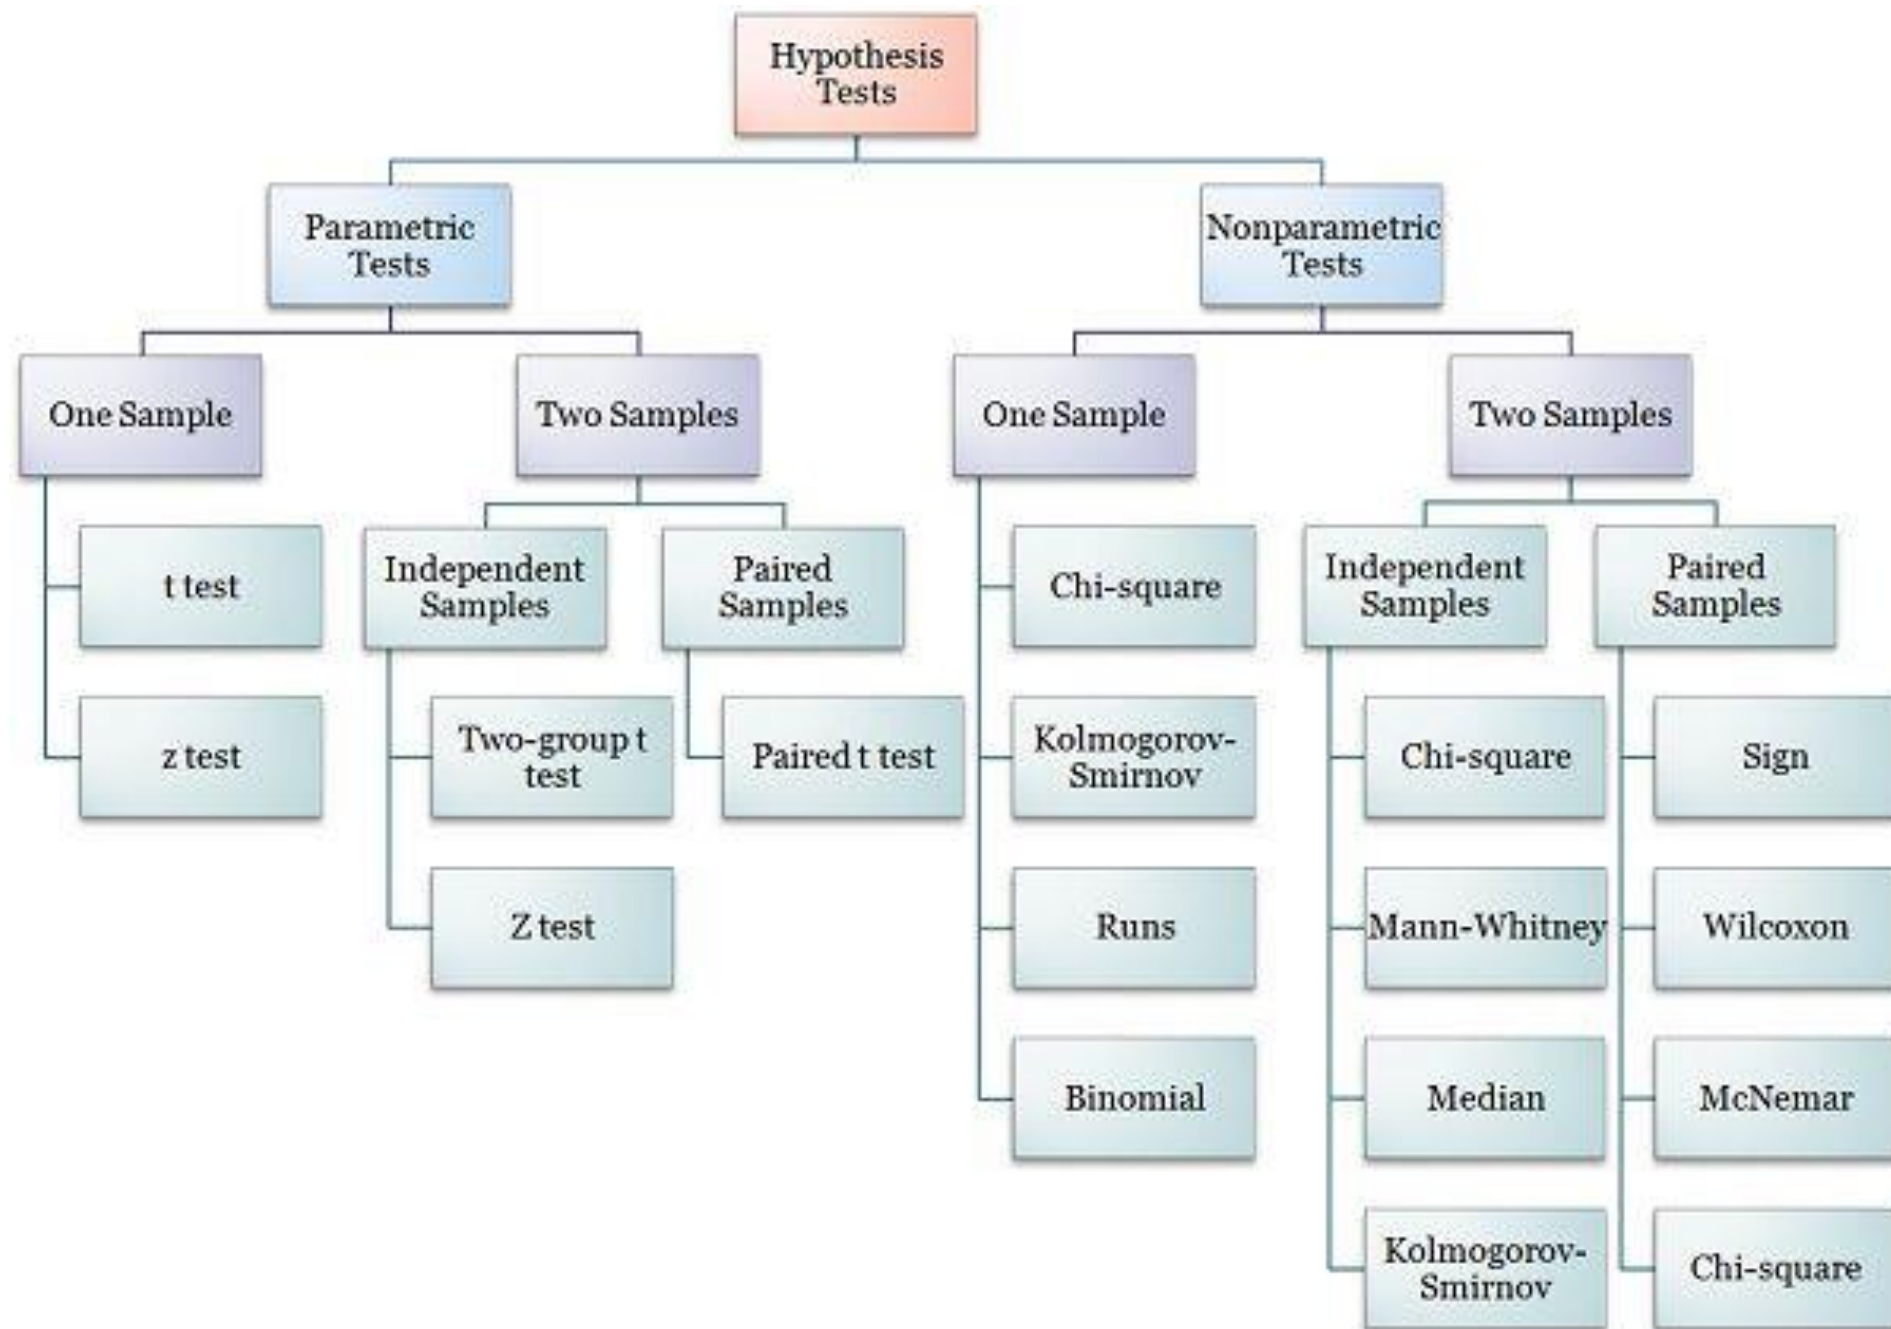 Hypothesis
Tests
Parametric
Tests
Nonparametric
Tests
One Sample
Two Samples
One Sample
Two Samples
t test
Independent
Samples
Paired
Samples
Chi-square
Independent
Samples
Paired
Samples
z test
Two-group t
test
Paired t test
Kolmogorov-
Smirnov
Chi-square
Sign
Z test
Runs
Mann-Whitney
Wilcoxon
Binomial
Median
McNemar
Kolmogorov-
Smirnov
Chi-square